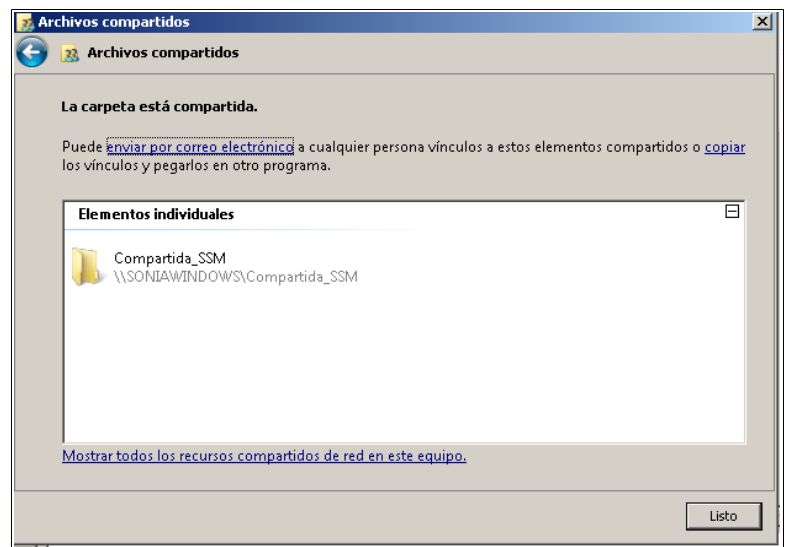 Archivos compartidos
Archivos compartidos
La carpeta está compartida.
Puede enviar por correo electrónico a cualquier persona vínculos a estos elementos compartidos o copiar
los vínculos y pegarlos en otro programa.
Elementos individuales
Compartida_SSM
\\SONIAWINDOWS\Compartida_SSM
Mostrar todos los recursos compartidos de red en este equipo.
Listo